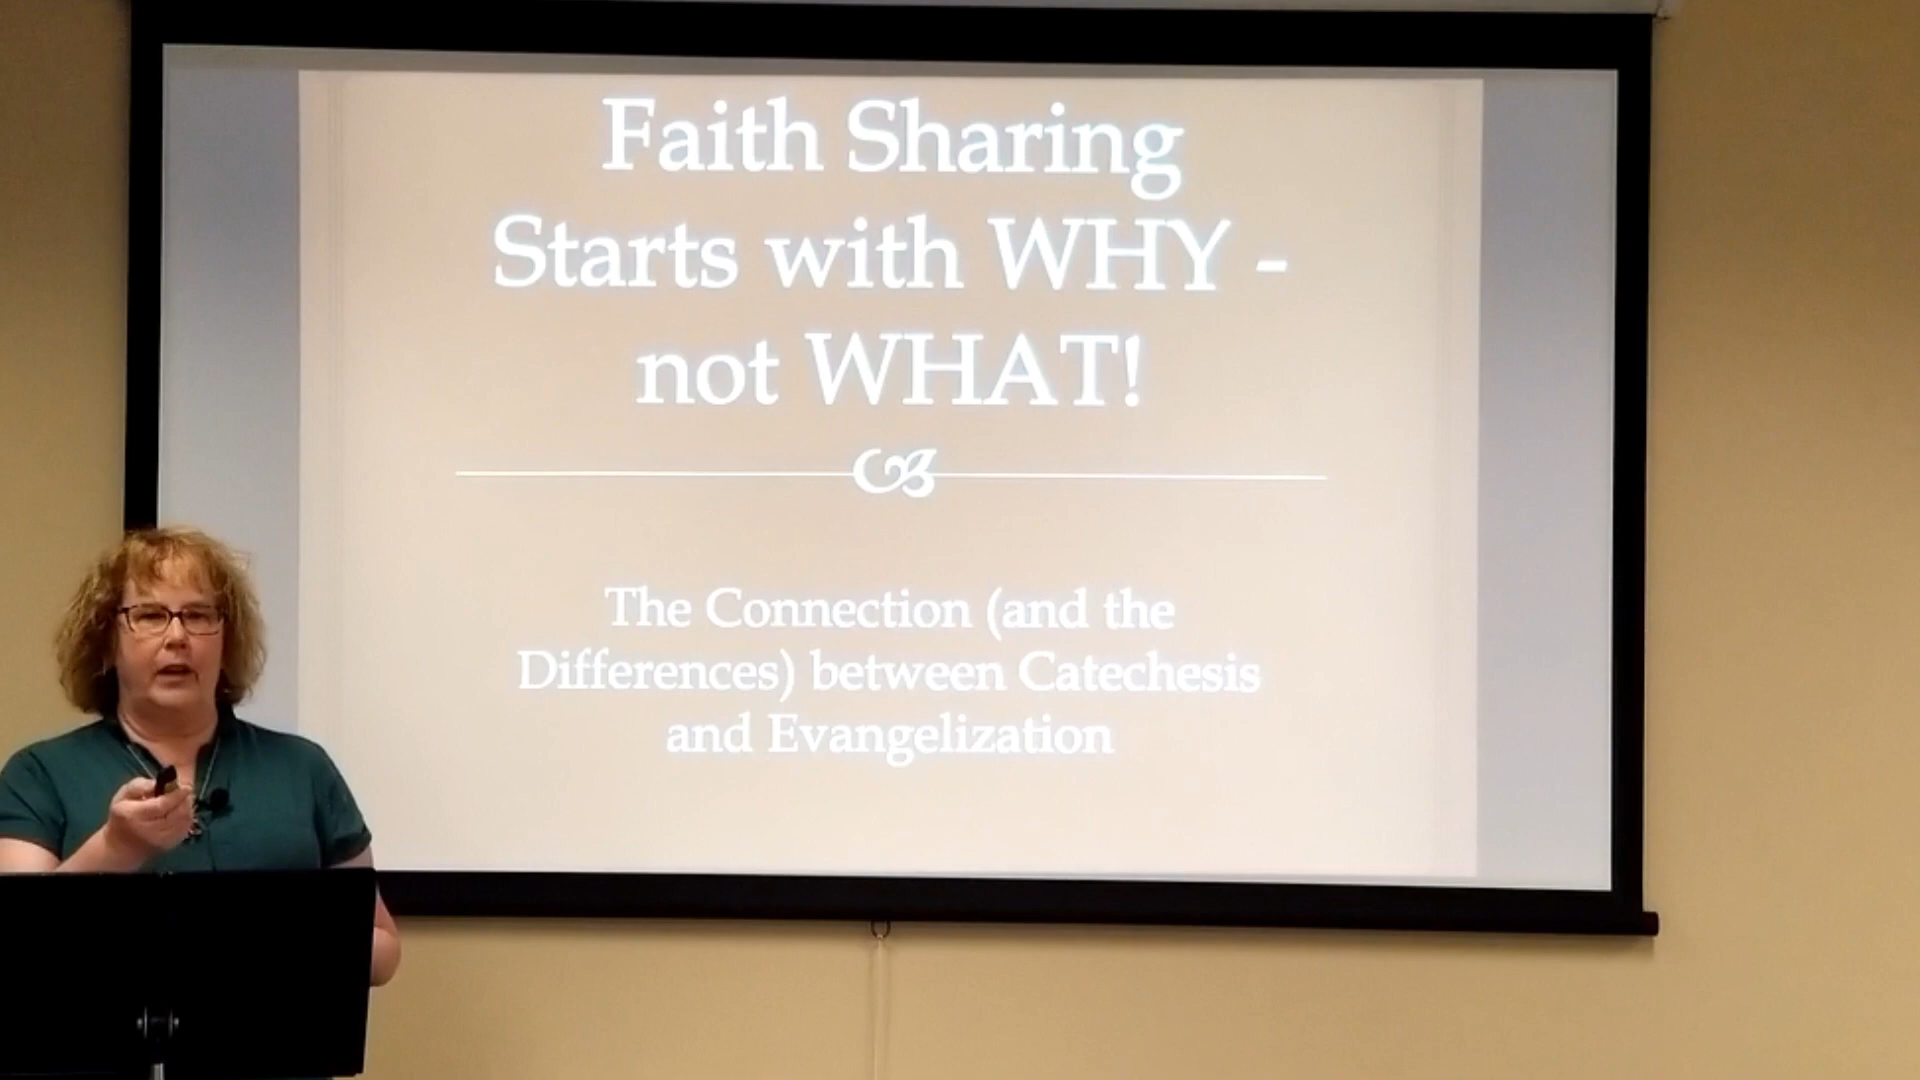 Faith Sharing
Starts with WHY -
not WHAT!
The Connection (and the
Differences) between Catechesis
and Evangelization